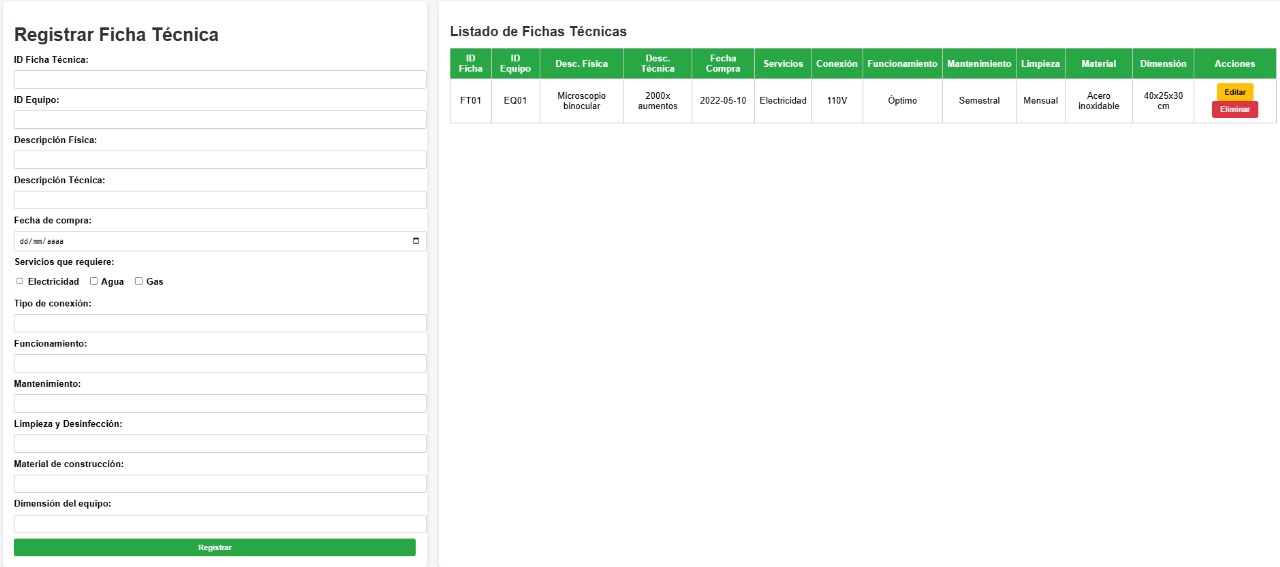 Registrar Ficha Técnica
ID Ficha Técnica:
ID Equipo:
Descripción Física:
Descripción Técnica:
Fecha de compra:
dd/mm/aaaa
Servicios que requiere:
Electricidad Agua Gas
Tipo de conexión:
Funcionamiento:
Mantenimiento:
Limpieza y Desinfección:
Material de construcción:
Dimensión del equipo:
Registrar
Listado de Fichas Técnicas
ID Ficha
ID Equipo
Desc. Física
Desc. Técnica
Fecha Compra
Servicios
Conexión
Funcionamiento
Mantenimiento
Limpieza
Material
Dimensión
Acciones
FT01
EQ01
Microscopio binocular
2000x aumentos
2022-05-10
Electricidad
110V
Óptimo
Semestral
Mensual
Acero inoxidable
40x25x30 cm
Editar
Eliminar